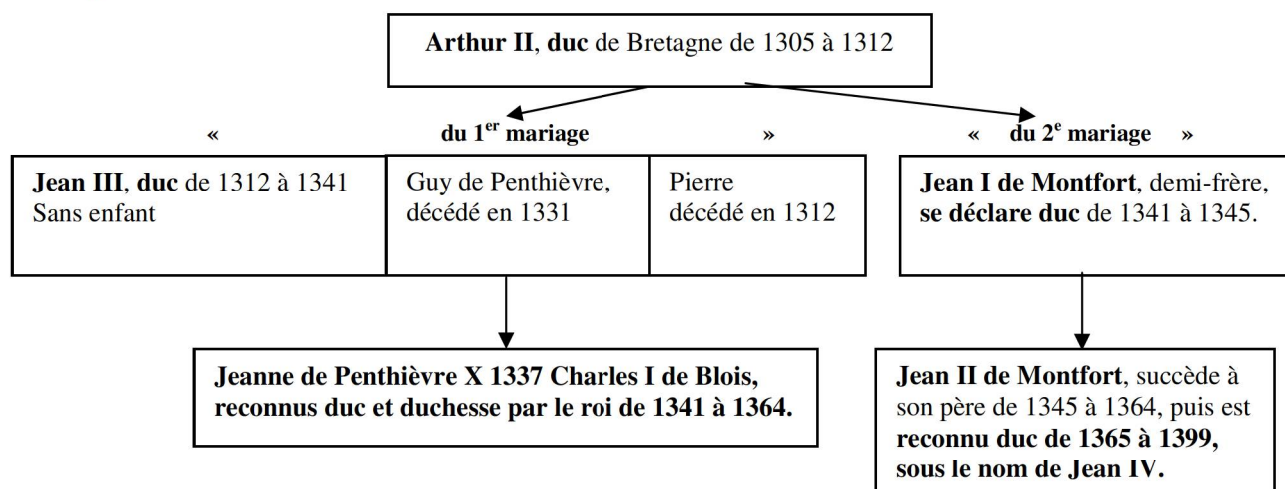 Arthur II, duc de Bretagne de 1305 à 1312
« du 1er mariage »
« du 2e mariage »
Jean III, duc de 1312 à 1341
Sans enfant
Guy de Penthièvre,
décédé en 1331
Pierre
décédé en 1312
Jean I de Montfort, demi-frère,
se déclare duc de 1341 à 1345.
Jeanne de Penthièvre X 1337 Charles I de Blois,
reconnus duc et duchesse par le roi de 1341 à 1364.
Jean II de Montfort, succède à
son père de 1345 à 1364, puis est
reconnu duc de 1365 à 1399,
sous le nom de Jean IV.